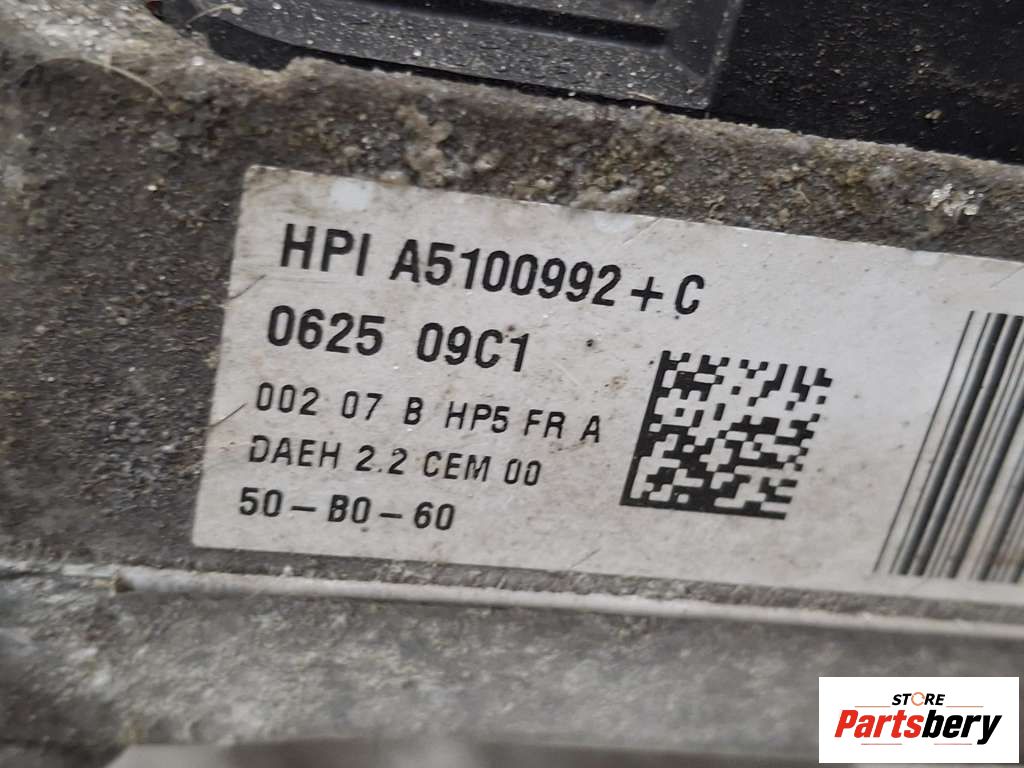 HPI A5100992+C
0625 09C1
002 07 B HP5 FR A
DAEH 2.2 CEM 00
50-B0-60
STORE
Partsbery